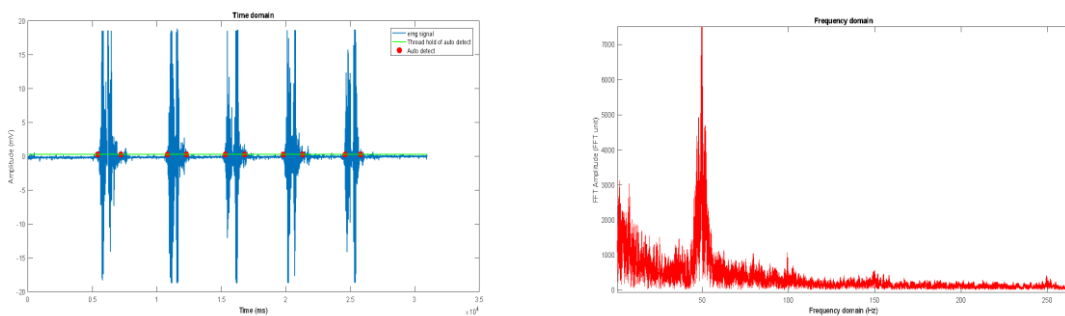 Time domain
20
15
10
5
0
-5
-10
-15
-20
Amplitude (mV)
emg signal
Thread hold of auto detect
Auto detect
0 0.5 1 1.5 2 2.5 3 3.5
Time (ms)
×10⁴
Frequency domain
7000
6000
5000
4000
3000
2000
1000
0
FFT Amplitude (FFT unit)
50 100 150 200 250
Frequency domain (Hz)